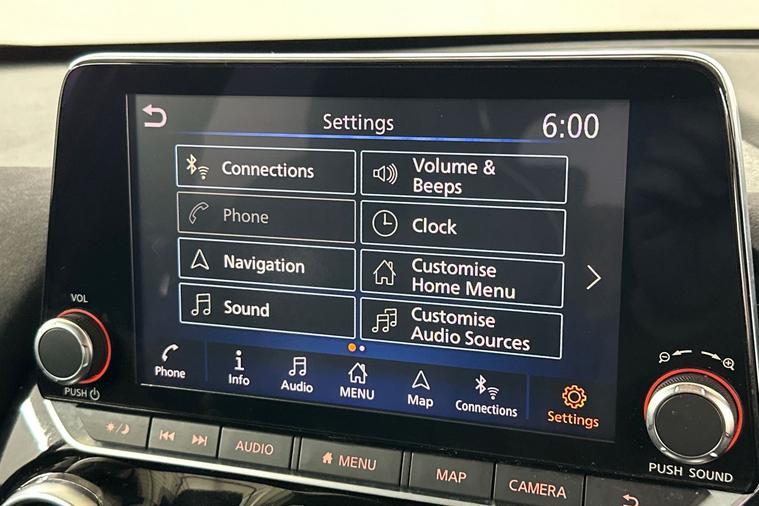 Settings
6:00
Connections
Volume &
Beeps
Phone
Clock
Navigation
Customise
Home Menu
Sound
Customise
Audio Sources
Phone
Info
Audio
MENU
Map
Connections
Settings
VOL
PUSH
AUDIO
MENU
MAP
CAMERA
PUSH SOUND